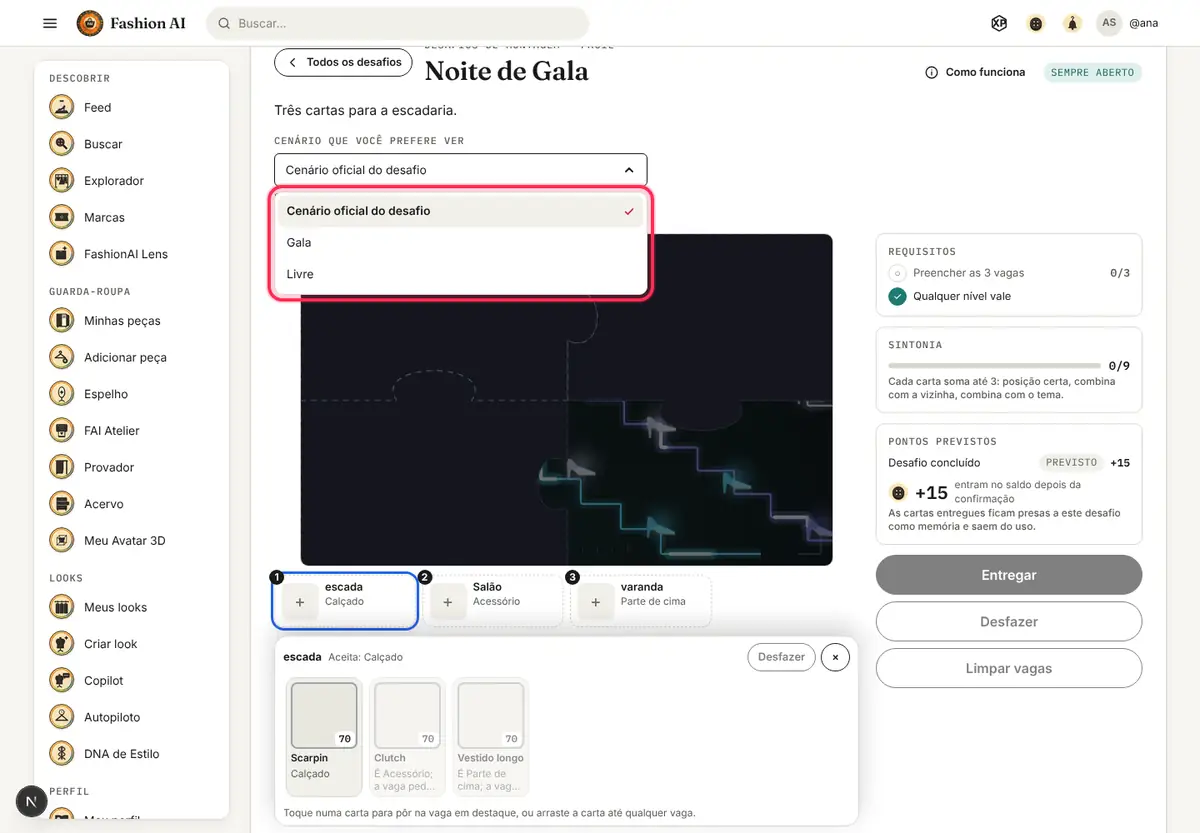 Fashion AI
Buscar...
XP
AS
@ana
DESCOBRIR
Feed
Buscar
Explorador
Marcas
FashionAI Lens
GUARDA-ROUPA
Minhas peças
Adicionar peça
Espelho
FAI Atelier
Provador
Acervo
Meu Avatar 3D
LOOKS
Meus looks
Criar look
Copilot
Autopiloto
DNA de Estilo
PERFIL
Meu perfil
N
Todos os desafios
Noite de Gala
Como funciona
SEMPRE ABERTO
Três cartas para a escadaria.
CENÁRIO QUE VOCÊ PREFERE VER
Cenário oficial do desafio
Cenário oficial do desafio
Gala
Livre
1
escada
Calçado
2
Salão
Acessório
3
varanda
Parte de cima
escada Aceita: Calçado
Desfazer
×
70
Scarpin
Calçado
70
Clutch
É Acessório;
a vaga ped...
70
Vestido longo
É Parte de
cima; a vag...
Toque numa carta para pôr na vaga em destaque, ou arraste a carta até qualquer vaga.
REQUISITOS
Preencher as 3 vagas 0/3
Qualquer nível vale
SINTONIA
0/9
Cada carta soma até 3: posição certa, combina
com a vizinha, combina com o tema.
PONTOS PREVISTOS
Desafio concluído PREVISTO +15
+15 entram no saldo depois da
confirmação
As cartas entregues ficam presas a este desafio
como memória e saem do uso.
Entregar
Desfazer
Limpar vagas